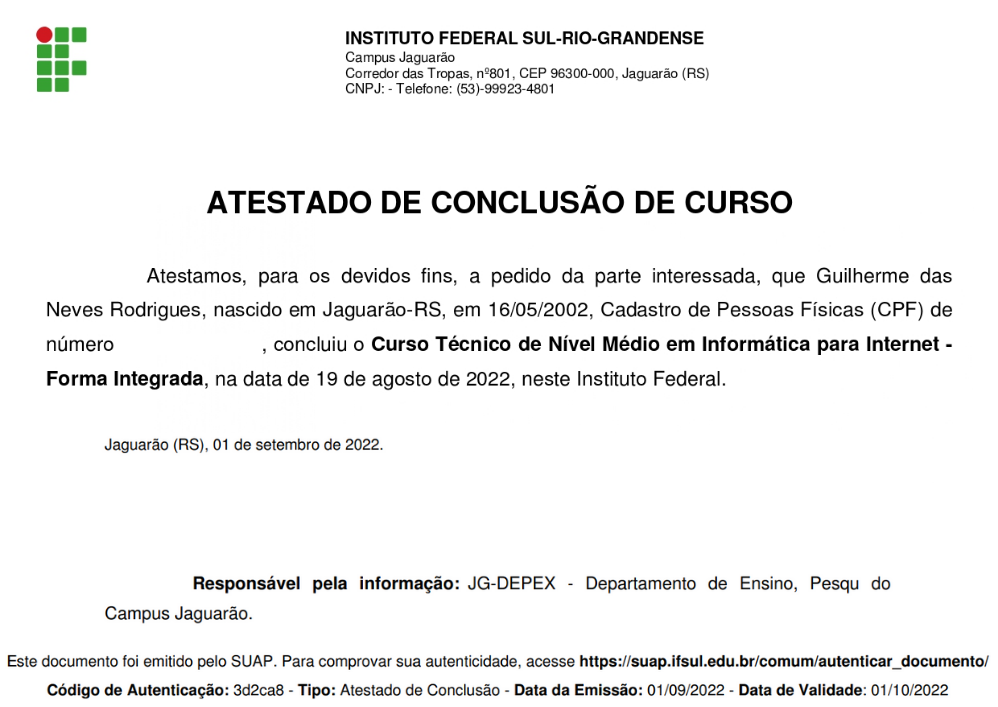 INSTITUTO FEDERAL SUL-RIO-GRANDENSE
Campus Jaguarão
Corredor das Tropas, nº801, CEP 96300-000, Jaguarão (RS)
CNPJ: - Telefone: (53)-99923-4801
ATESTADO DE CONCLUSÃO DE CURSO
Atestamos, para os devidos fins, a pedido da parte interessada, que Guilherme das
Neves Rodrigues, nascido em Jaguarão-RS, em 16/05/2002, Cadastro de Pessoas Físicas (CPF) de
número , concluiu o Curso Técnico de Nível Médio em Informática para Internet -
Forma Integrada, na data de 19 de agosto de 2022, neste Instituto Federal.
Jaguarão (RS), 01 de setembro de 2022.
Responsável pela informação: JG-DEPEX - Departamento de Ensino, Pesqu do
Campus Jaguarão.
Este documento foi emitido pelo SUAP. Para comprovar sua autenticidade, acesse https://suap.ifsul.edu.br/comum/autenticar_documento/
Código de Autenticação: 3d2ca8 - Tipo: Atestado de Conclusão - Data da Emissão: 01/09/2022 - Data de Validade: 01/10/2022